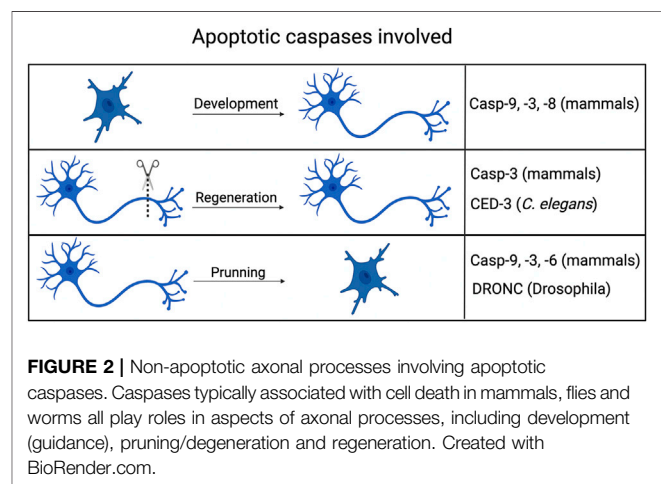 Apoptotic caspases involved
Development
Casp-9, -3, -8 (mammals)
Regeneration
Casp-3 (mammals)
CED-3 (C. elegans)
Prunning
Casp-9, -3, -6 (mammals)
DRONC (Drosophila)
FIGURE 2 | Non-apoptotic axonal processes involving apoptotic
caspases. Caspases typically associated with cell death in mammals, flies and
worms all play roles in aspects of axonal processes, including development
(guidance), pruning/degeneration and regeneration. Created with
BioRender.com.